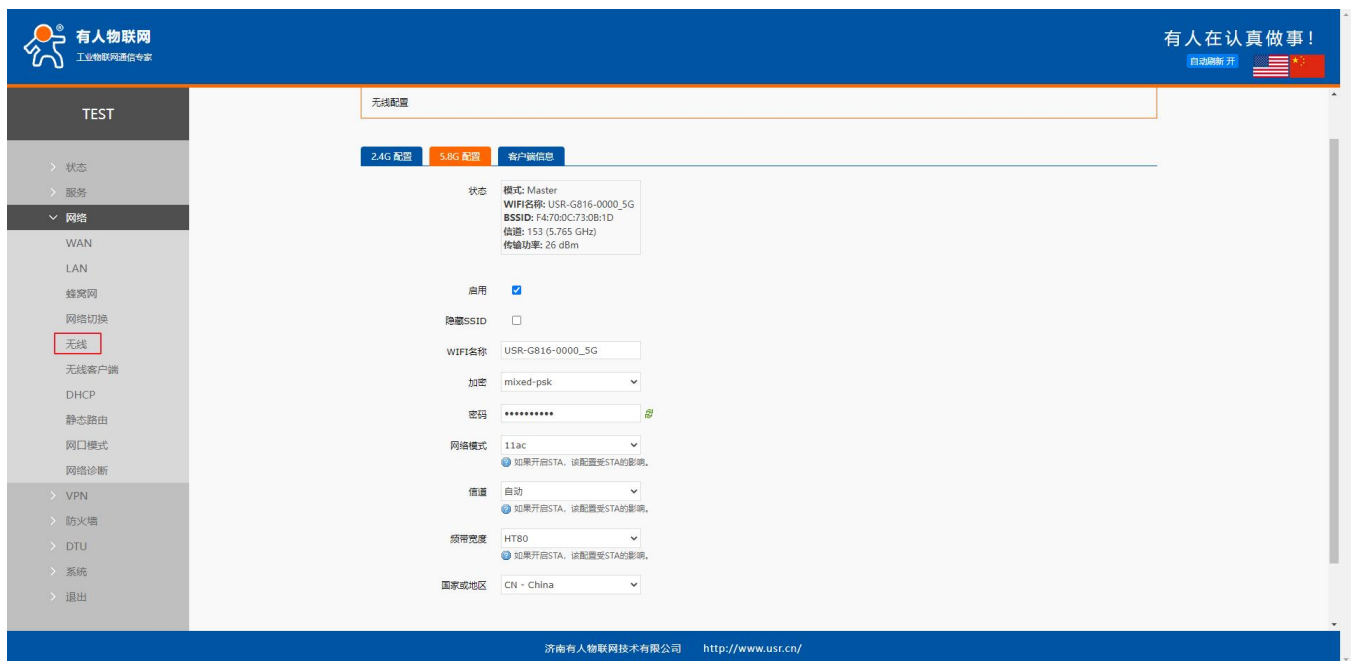 有人物联网
工业物联网通信专家
有人在认真做事！
自动刷新 开
TEST
状态
服务
网络
WAN
LAN
蜂窝网
网络切换
无线
无线客户端
DHCP
静态路由
网口模式
网络诊断
VPN
防火墙
DTU
系统
退出
无线配置
2.4G 配置 5.8G 配置 客户端信息
状态 模式: Master
WIFI名称: USR-G816-0000_5G
BSSID: F4:70:0C:73:0B:1D
信道: 153 (5.765 GHz)
传输功率: 26 dBm
启用
隐藏SSID
WIFI名称 USR-G816-0000_5G
加密 mixed-psk
密码 ••••••••••
网络模式 11ac
如果开启STA，该配置受STA的影响。
信道 自动
如果开启STA，该配置受STA的影响。
频带宽度 HT80
如果开启STA，该配置受STA的影响。
国家或地区 CN - China
济南有人物联网技术有限公司 http://www.usr.cn/